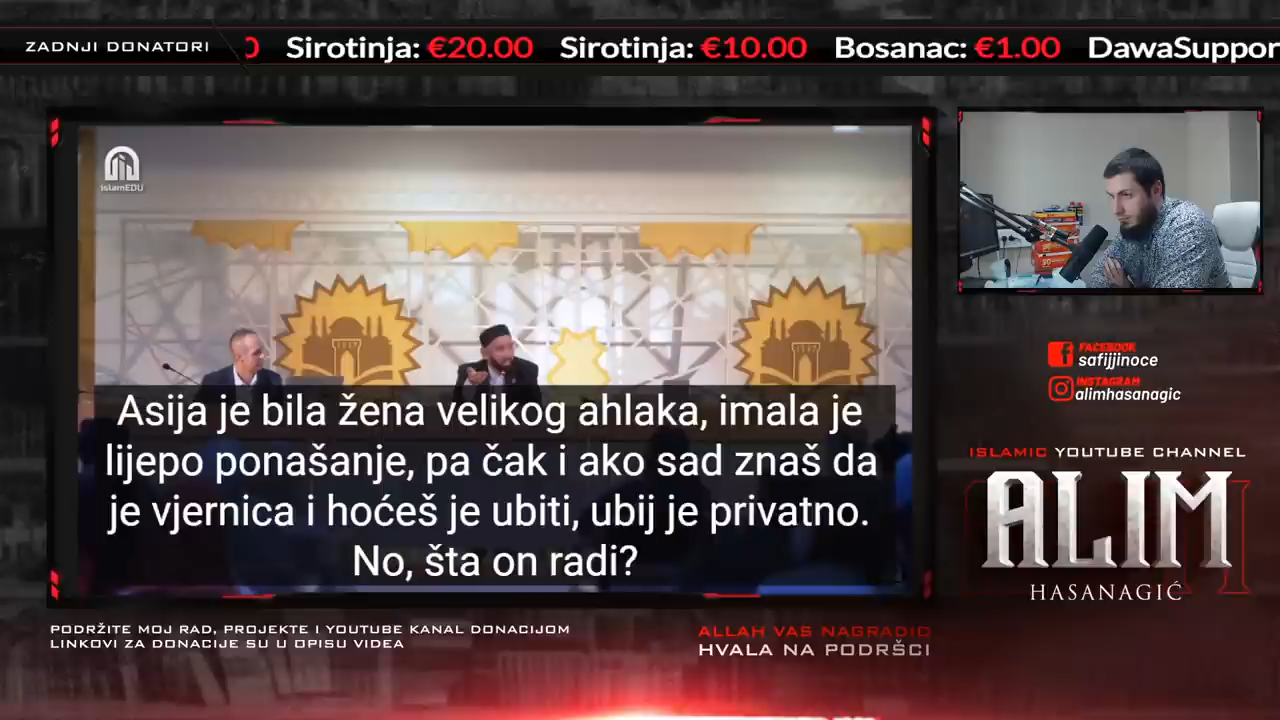 ZADNJI DONATORI
Sirotinja: €20.00 Sirotinja: €10.00 Bosanac: €1.00 DawaSuppor
islamEDU
Asija je bila žena velikog ahlaka, imala je
lijepo ponašanje, pa čak i ako sad znaš da
je vjernica i hoćeš je ubiti, ubij je privatno.
No, šta on radi?
FACEBOOK
safijjinoce
INSTAGRAM
alimhasanagic
ISLAMIC YOUTUBE CHANNEL
ALIM
HASANAGIĆ
PODRŽITE MOJ RAD, PROJEKTE I YOUTUBE KANAL DONACIJOM
LINKOVI ZA DONACIJE SU U OPISU VIDEA
ALLAH VAS NAGRADIO
HVALA NA PODRŠCI